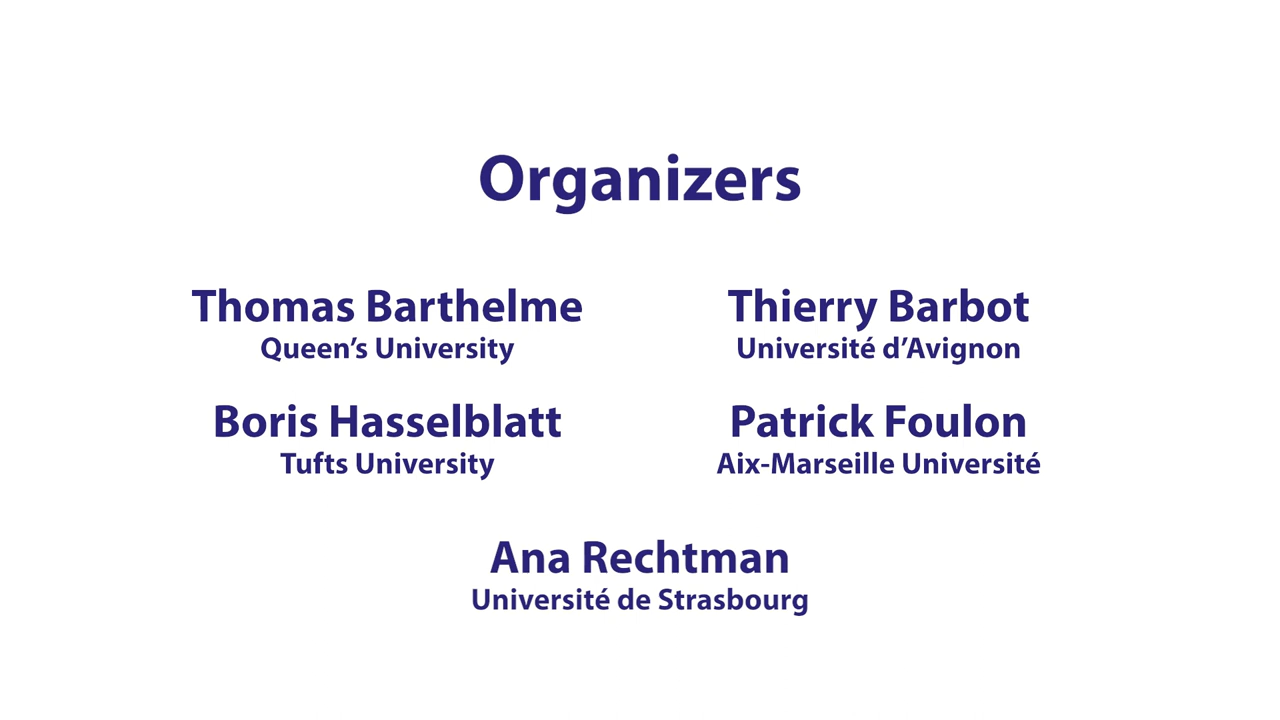 Organizers
Thomas Barthelme
Queen’s University
Thierry Barbot
Université d’Avignon
Boris Hasselblatt
Tufts University
Patrick Foulon
Aix-Marseille Université
Ana Rechtman
Université de Strasbourg